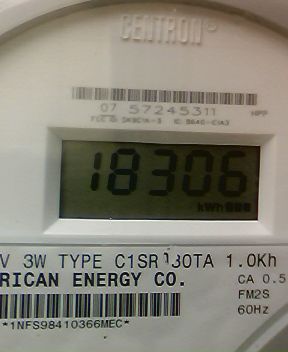 CENTRON®
07 57245311
18306
kWh
V 3W TYPE C1SR 30TA 1.0Kh
RICAN ENERGY CO.
CA 0.5
FM2S
*1NFS98410366MEC*
60Hz